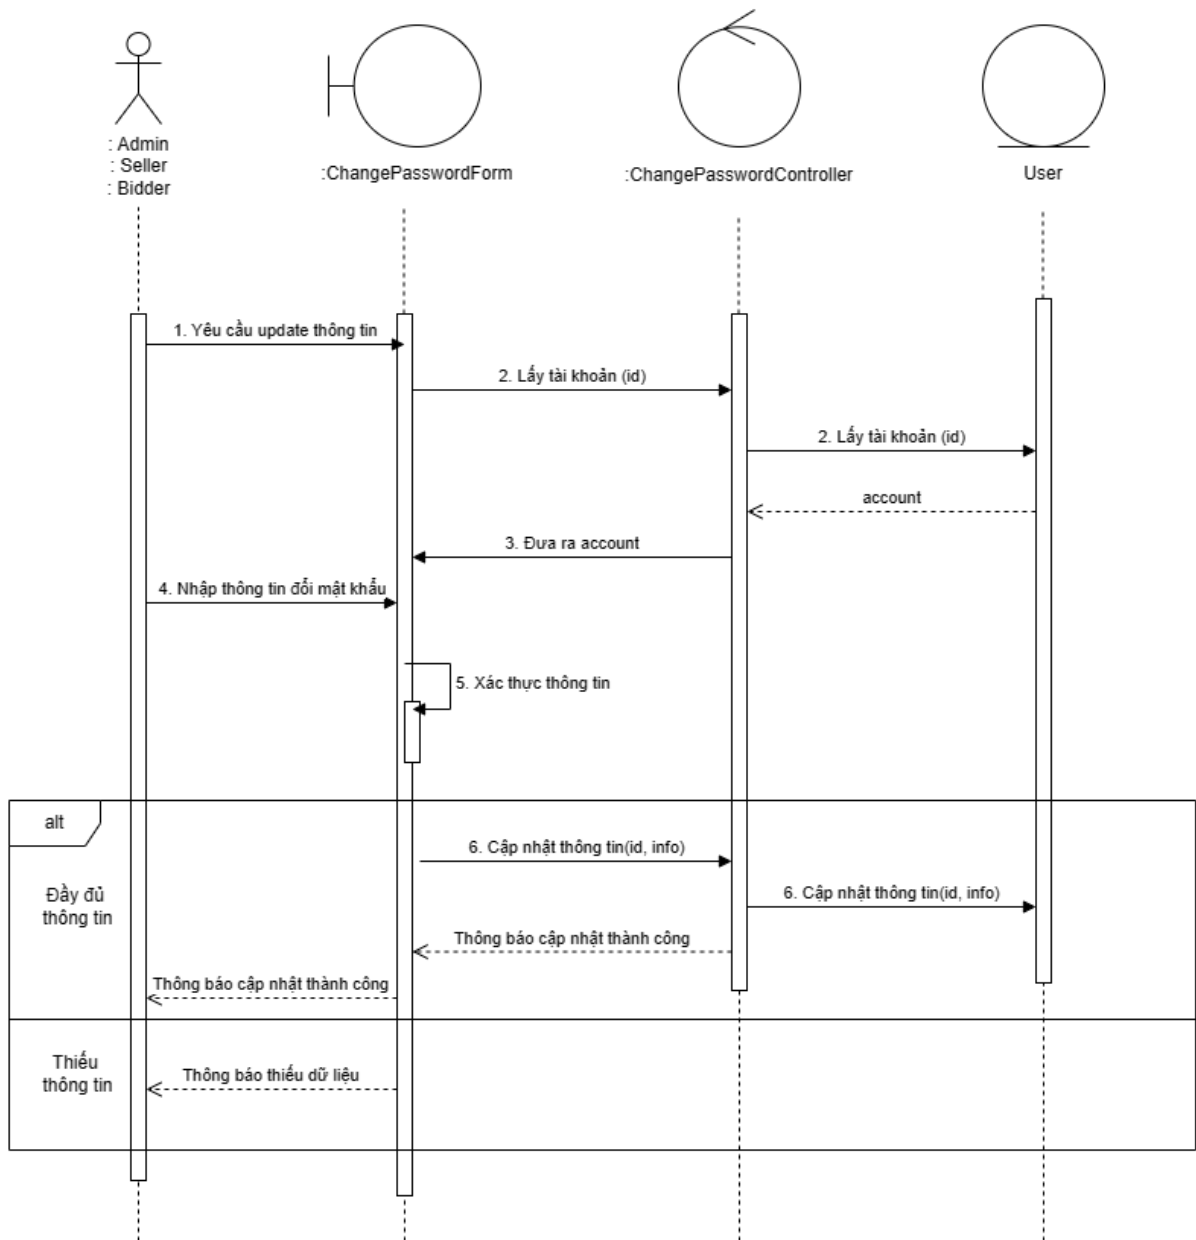 : Admin
: Seller
: Bidder
:ChangePasswordForm
:ChangePasswordController
User
1. Yêu cầu update thông tin
2. Lấy tài khoản (id)
2. Lấy tài khoản (id)
account
3. Đưa ra account
4. Nhập thông tin đổi mật khẩu
5. Xác thực thông tin
alt
Đầy đủ
thông tin
6. Cập nhật thông tin(id, info)
6. Cập nhật thông tin(id, info)
Thông báo cập nhật thành công
Thông báo cập nhật thành công
Thiếu
thông tin
Thông báo thiếu dữ liệu